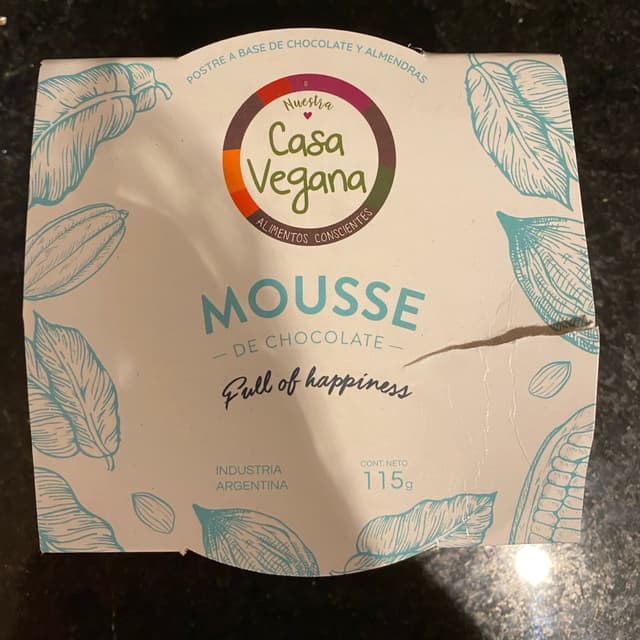 POSTRE A BASE DE CHOCOLATE Y ALMENDRAS
Nuestra
Casa
Vegana
ALIMENTOS CONSCIENTES
MOUSSE
— DE CHOCOLATE —
Full of happiness
INDUSTRIA
ARGENTINA
CONT. NETO
115g